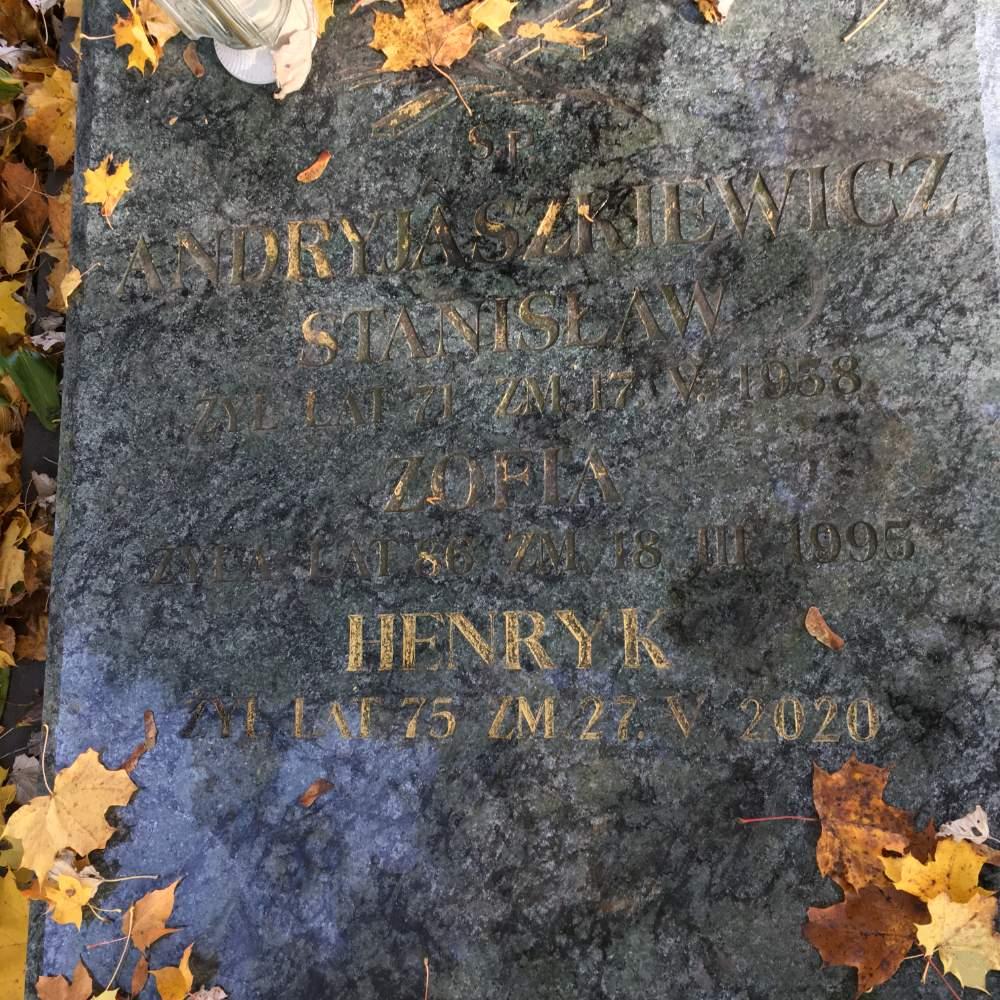 Ś.P.
ANDRYJASZKIEWICZ
STANISŁAW
ŻYŁ LAT 71 ZM. 17. V. 1958.
ZOFIA
ŻYŁA LAT 86 ZM. 18. III 1995
HENRYK
ŻYŁ LAT 75 ZM. 27. V 2020